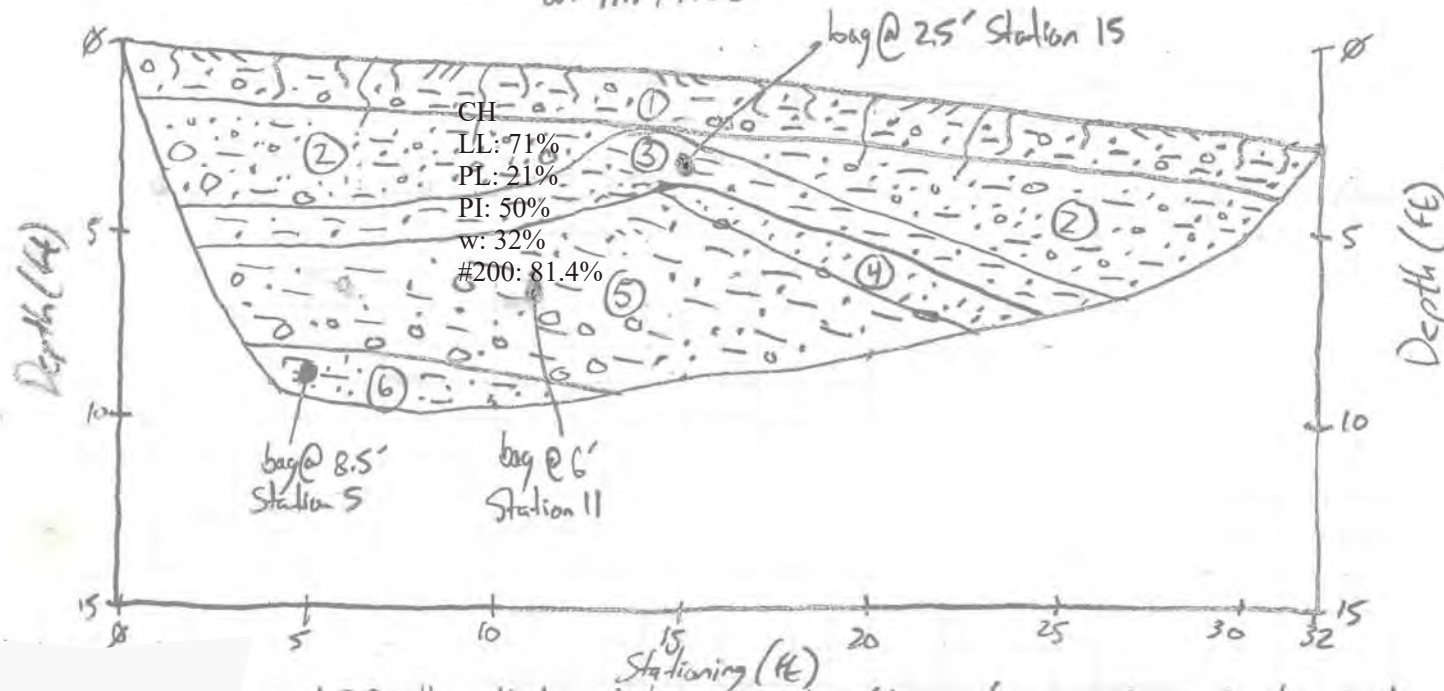 bag @ 2.5' Station 15
Ø
Ø
①
CH
LL: 71%
PL: 21%
PI: 50%
w: 32%
#200: 81.4%
②
③
②
5
5
④
⑤
⑥
Depth (ft)
Depth (ft)
10
10
bag @ 8.5'
Station 5
bag @ 6'
Station 11
15
15
Ø 5 10 15 20 25 30 32
Stationing (ft)